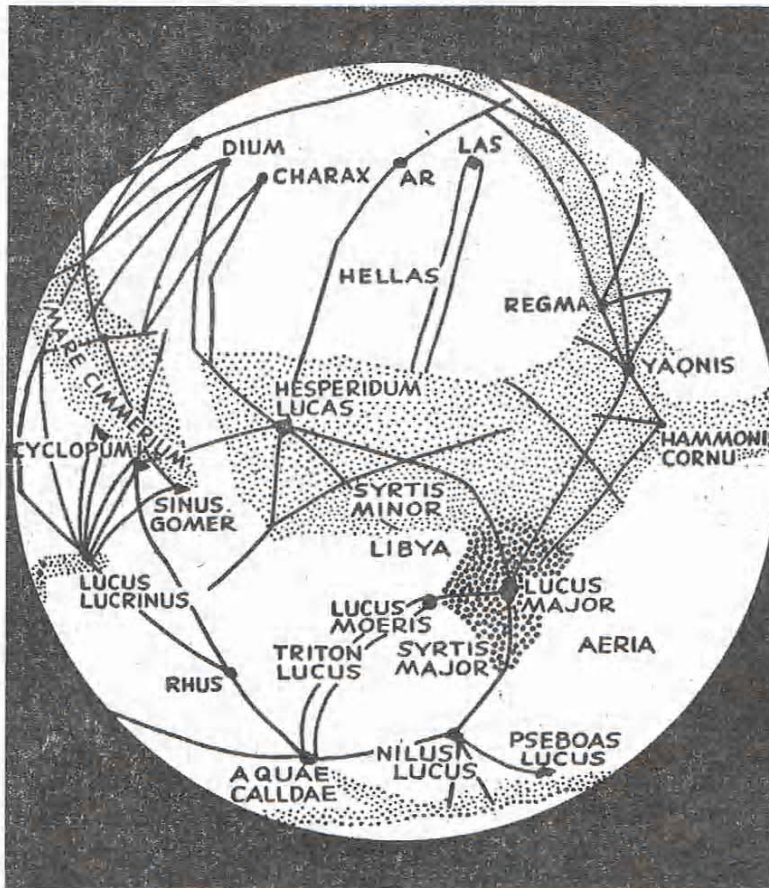 DIUM
LAS
CHARAX
AR
HELLAS
REGMA
MARE CIMMERIUM
YAONIS
HESPERIDUM
LUCAS
HAMMONIS
CORNU
CYCLOPUM
SINUS
GOMER
SYRTIS
MINOR
LIBYA
LUCUS
LUCRINUS
LUCUS
MAJOR
LUCUS
MOERIS
TRITON
LUCUS
SYRTIS
MAJOR
AERIA
RHUS
NILUS
LUCUS
PSEBOAS
LUCUS
AQUAE
CALLDAE